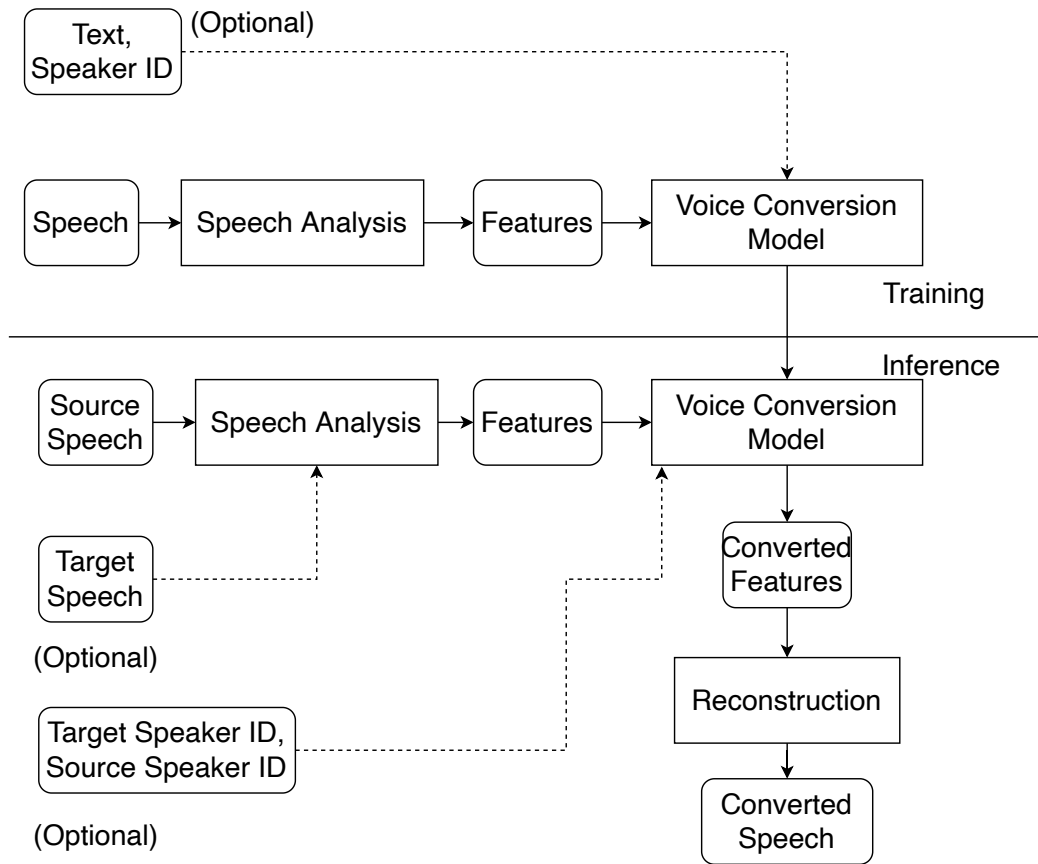 Text,
Speaker ID
(Optional)
Speech
Speech Analysis
Features
Voice Conversion
Model
Training
Inference
Source
Speech
Speech Analysis
Features
Voice Conversion
Model
Target
Speech
(Optional)
Converted
Features
Target Speaker ID,
Source Speaker ID
(Optional)
Reconstruction
Converted
Speech